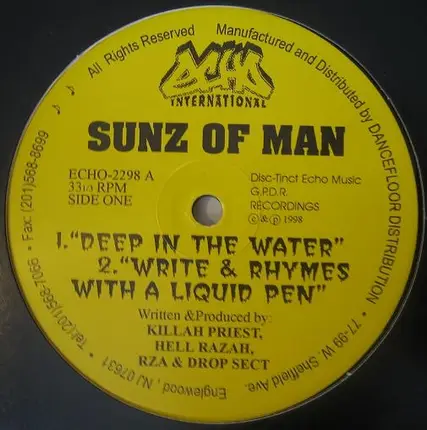 All Rights Reserved
Manufactured and Distributed by DANCEFLOOR DISTRIBUTION • 77-99 W. Sheffield Ave.
Englewood, NJ 07631 • Tel:(201)568-7066 • Fax: (201)568-8699
ECHO
INTERNATIONAL
SUNZ OF MAN
ECHO-2298 A
33 1/3 RPM
SIDE ONE
Disc-Tinct Echo Music
G.P.D.R.
RECORDINGS
© & ℗ 1998
1. "DEEP IN THE WATER"
2. "WRITE & RHYMES
WITH A LIQUID PEN"
Written & Produced by:
KILLAH PRIEST,
HELL RAZAH,
RZA & DROP SECT